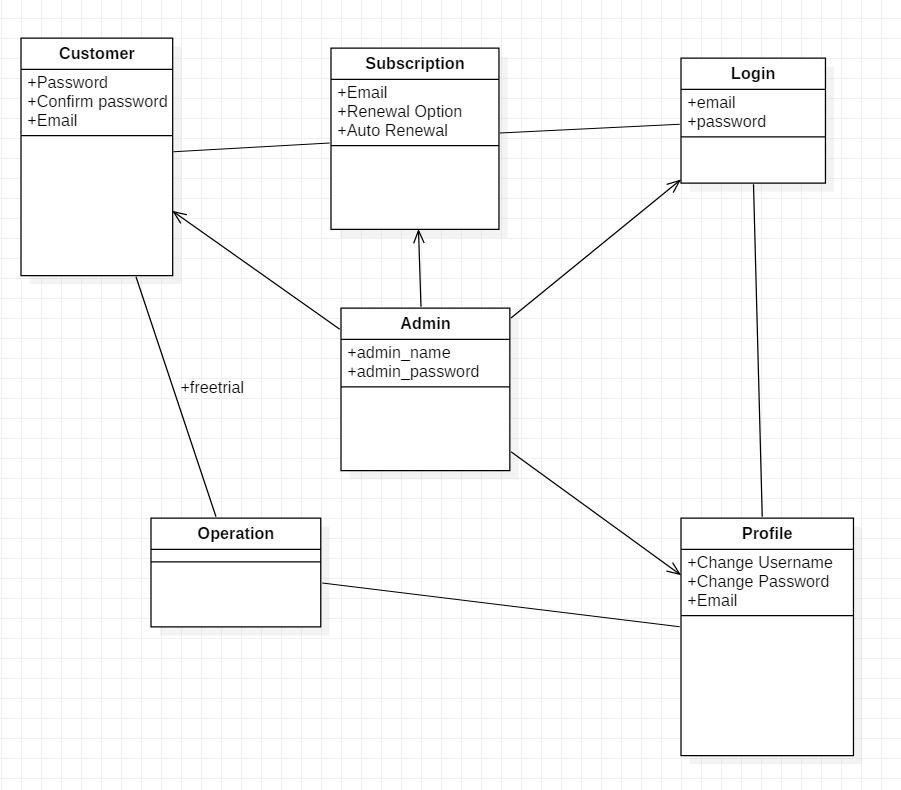 Customer
+Password
+Confirm password
+Email
Subscription
+Email
+Renewal Option
+Auto Renewal
Login
+email
+password
Admin
+admin_name
+admin_password
+freetrial
Operation
Profile
+Change Username
+Change Password
+Email